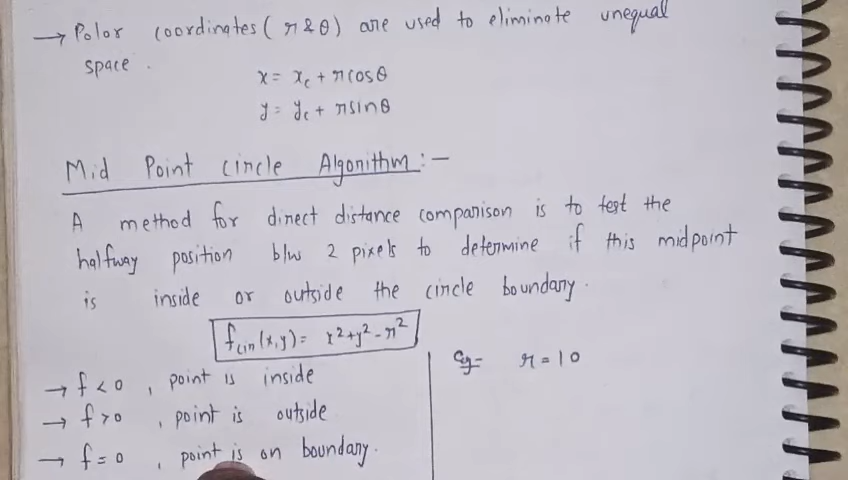 → Polar coordinates ( r & θ ) are used to eliminate unequal
space .
x = xc + rcosθ
y = yc + rsinθ
Mid Point Circle Algorithm :-
A method for direct distance comparison is to test the
halfway position b/w 2 pixels to determine if this midpoint
is inside or outside the circle boundary .
fcir(x,y) = x²+y²-r²
→ f<0 , point is inside
→ f>0 , point is outside
→ f=0 , point is on boundary .
eg= r=10